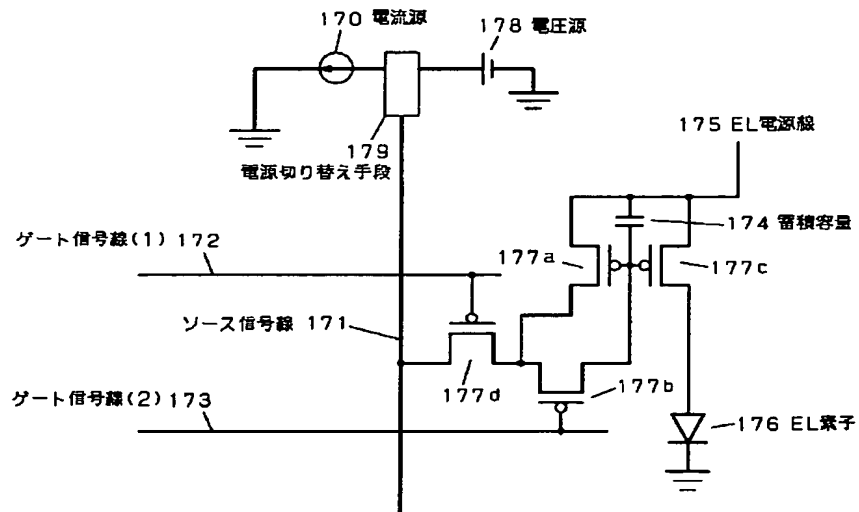 170 電流源
178 電圧源
179
電源切り替え手段
175 EL電源線
174 蓄積容量
ゲート信号線(1) 172
177a
177c
ソース信号線 171
177d
177b
ゲート信号線(2) 173
176 EL素子